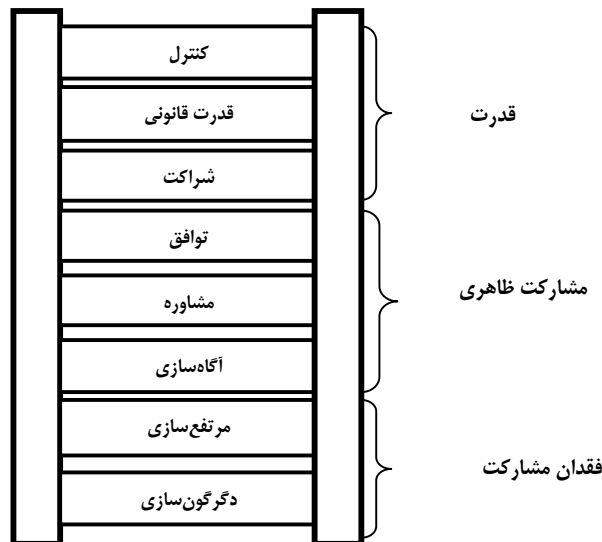 کنترل
قدرت قانونی
شراکت
قدرت
توافق
مشاوره
آگاه‌سازی
مشارکت ظاهری
مرتفع‌سازی
دگرگون‌سازی
فقدان مشارکت